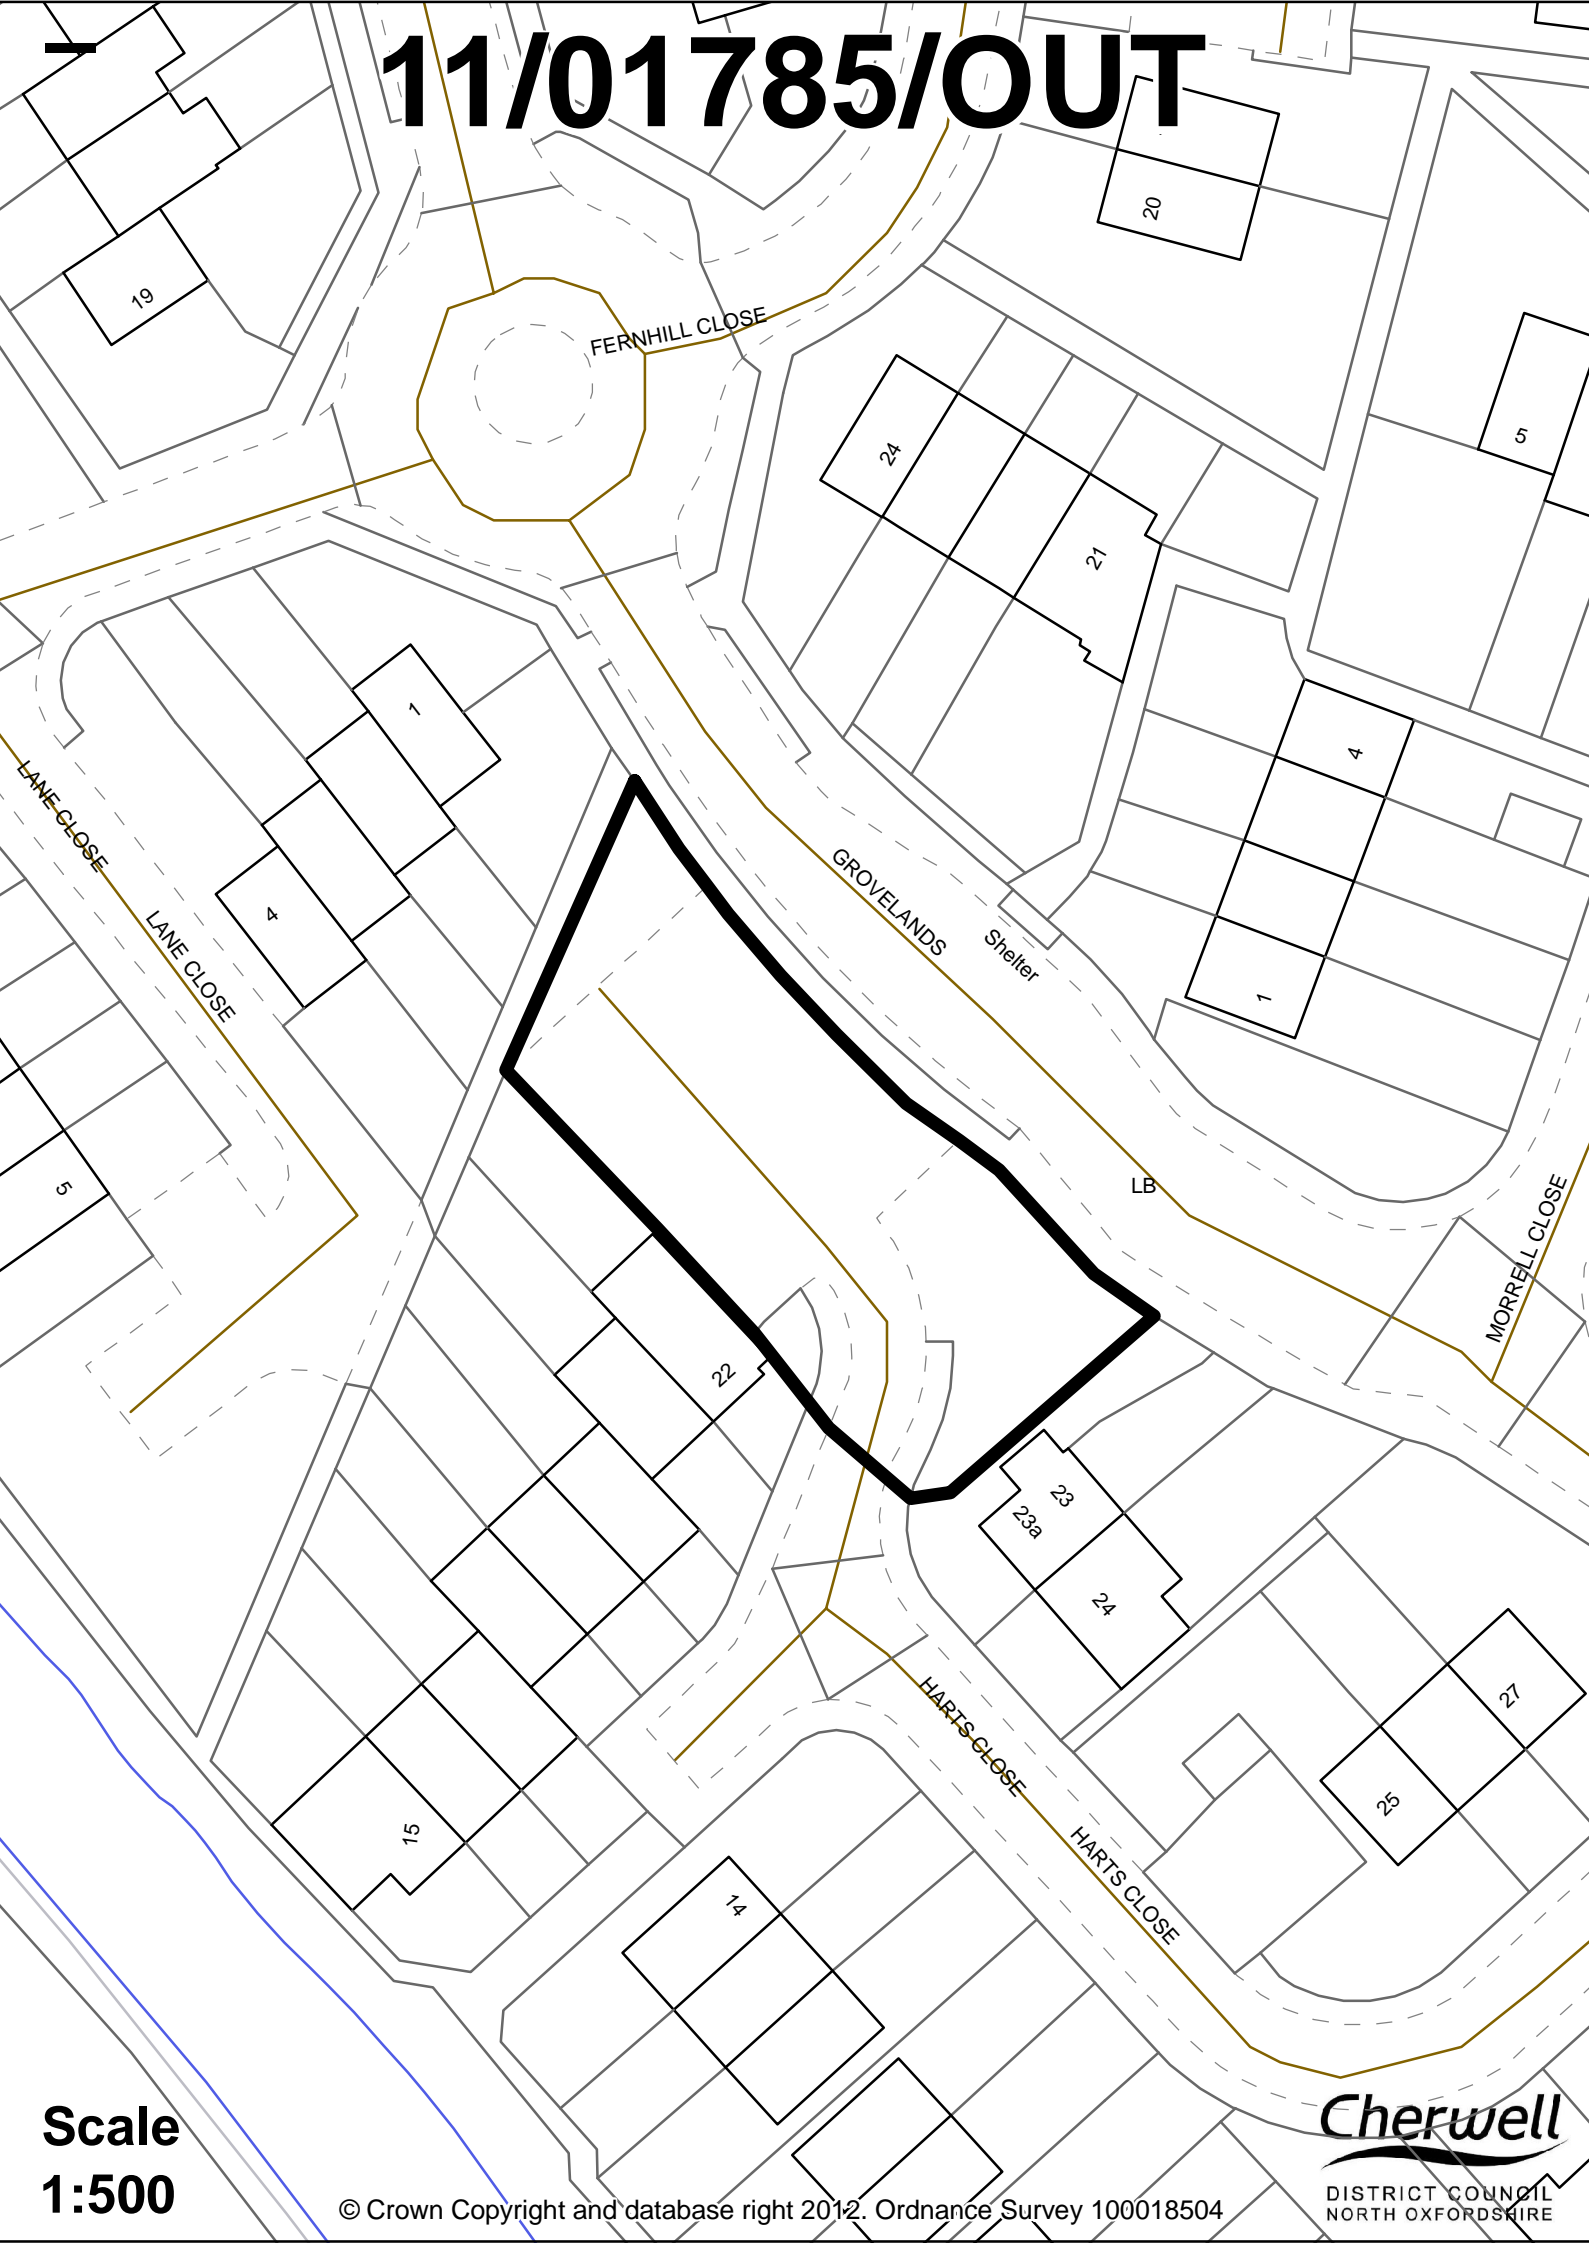 11/01785/OUT
20
19
FERNHILL CLOSE
5
24
21
1
4
LANE CLOSE
GROVELANDS
4
LANE CLOSE
Shelter
1
5
LB
MORRELL CLOSE
22
23
23a
24
HARTS CLOSE
27
25
15
HARTS CLOSE
14
Scale
1:500
© Crown Copyright and database right 2012. Ordnance Survey 100018504
Cherwell
DISTRICT COUNCIL
NORTH OXFORDSHIRE